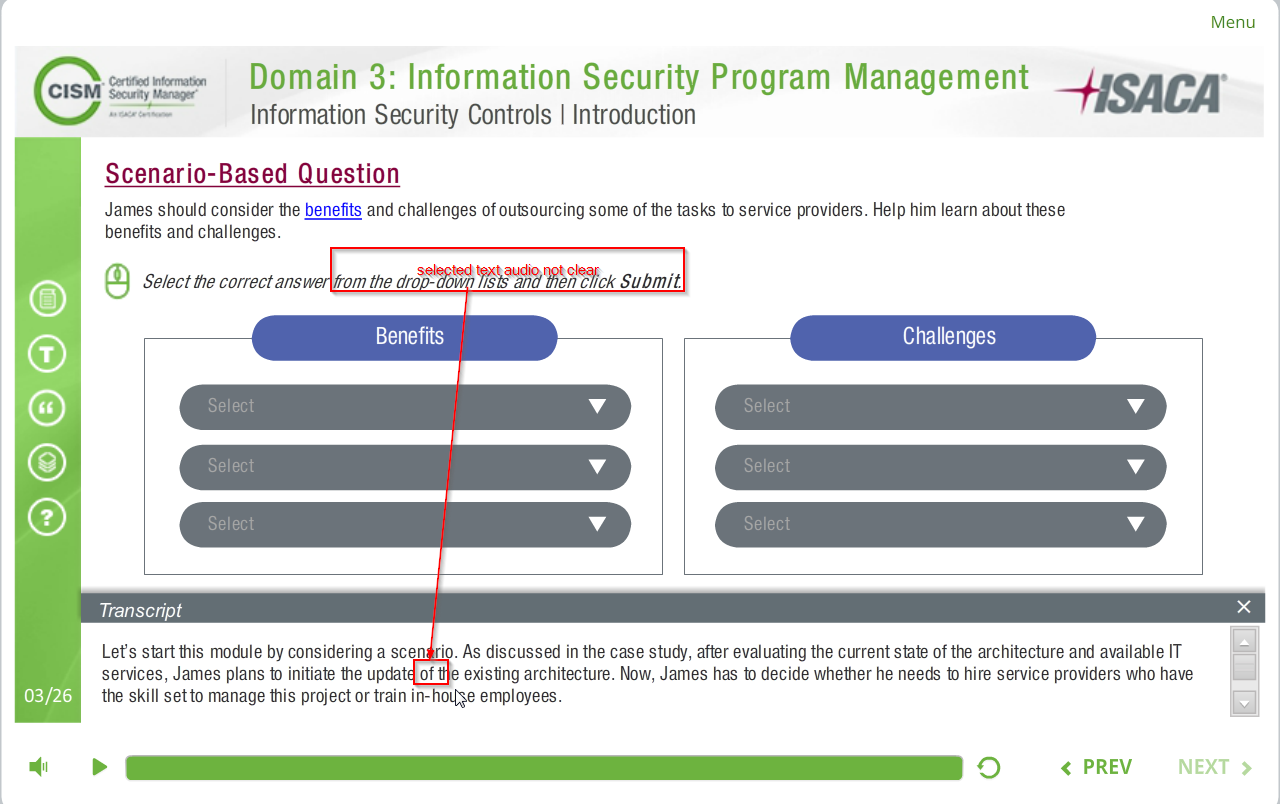 Menu
CISM
Certified Information
Security Manager®
An ISACA® Certification
Domain 3: Information Security Program Management
Information Security Controls | Introduction
ISACA®
Scenario-Based Question
James should consider the benefits and challenges of outsourcing some of the tasks to service providers. Help him learn about these
benefits and challenges.
selected text audio not clear
Select the correct answer from the drop-down lists and then click Submit.
Benefits
Challenges
Select
Select
Select
Select
Select
Select
Transcript
Let's start this module by considering a scenario. As discussed in the case study, after evaluating the current state of the architecture and available IT
services, James plans to initiate the update of the existing architecture. Now, James has to decide whether he needs to hire service providers who have
the skill set to manage this project or train in-house employees.
03/26
PREV
NEXT